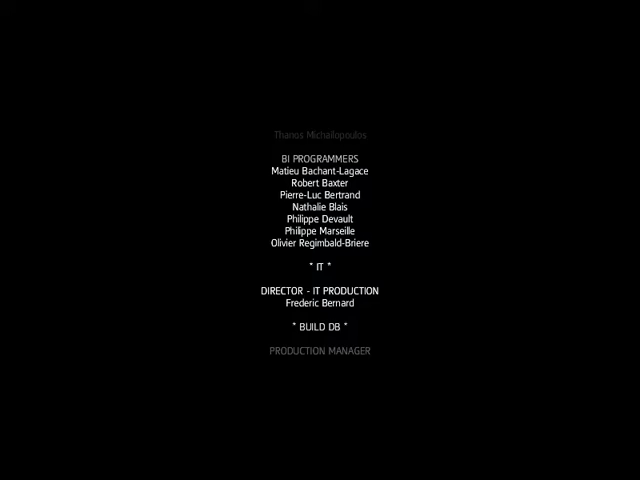 Thanos Michailopoulos
BI PROGRAMMERS
Matieu Bachant-Lagace
Robert Baxter
Pierre-Luc Bertrand
Nathalie Blais
Philippe Devault
Philippe Marseille
Olivier Regimbald-Briere
* IT *
DIRECTOR - IT PRODUCTION
Frederic Bernard
* BUILD DB *
PRODUCTION MANAGER